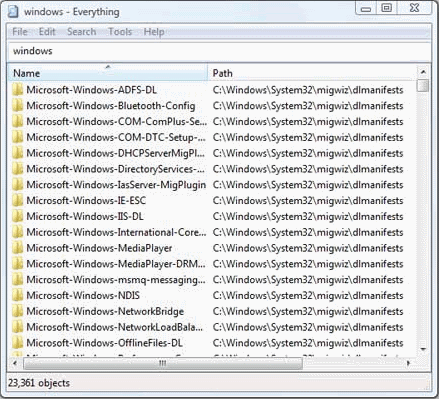 windows - Everything
File Edit Search Tools Help
windows
Name Path
Microsoft-Windows-ADFS-DL C:\Windows\System32\migwiz\dlmanifests
Microsoft-Windows-Bluetooth-Config C:\Windows\System32\migwiz\dlmanifests
Microsoft-Windows-COM-ComPlus-Se... C:\Windows\System32\migwiz\dlmanifests
Microsoft-Windows-COM-DTC-Setup-... C:\Windows\System32\migwiz\dlmanifests
Microsoft-Windows-DHCPServerMigPl... C:\Windows\System32\migwiz\dlmanifests
Microsoft-Windows-DirectoryServices-... C:\Windows\System32\migwiz\dlmanifests
Microsoft-Windows-IasServer-MigPlugin C:\Windows\System32\migwiz\dlmanifests
Microsoft-Windows-IE-ESC C:\Windows\System32\migwiz\dlmanifests
Microsoft-Windows-IIS-DL C:\Windows\System32\migwiz\dlmanifests
Microsoft-Windows-International-Core... C:\Windows\System32\migwiz\dlmanifests
Microsoft-Windows-MediaPlayer C:\Windows\System32\migwiz\dlmanifests
Microsoft-Windows-MediaPlayer-DRM... C:\Windows\System32\migwiz\dlmanifests
Microsoft-Windows-msmq-messaging... C:\Windows\System32\migwiz\dlmanifests
Microsoft-Windows-NDIS C:\Windows\System32\migwiz\dlmanifests
Microsoft-Windows-NetworkBridge C:\Windows\System32\migwiz\dlmanifests
Microsoft-Windows-NetworkLoadBala... C:\Windows\System32\migwiz\dlmanifests
Microsoft-Windows-OfflineFiles-DL C:\Windows\System32\migwiz\dlmanifests
23,361 objects